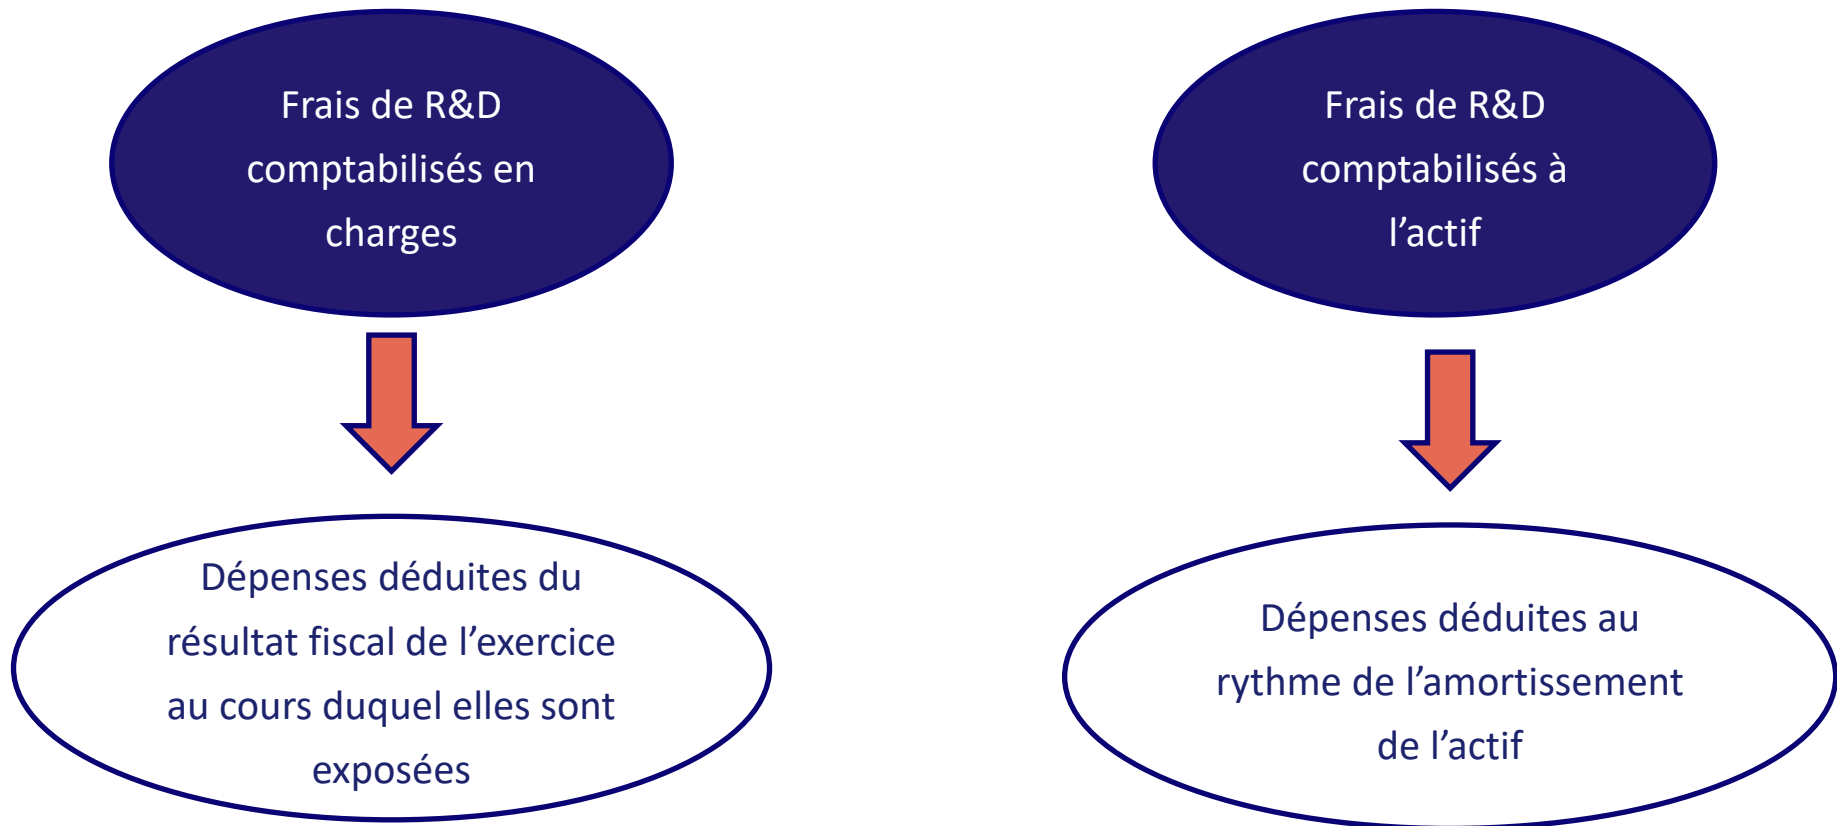 Frais de R&D
comptabilisés en
charges
Dépenses déduites du
résultat fiscal de l’exercice
au cours duquel elles sont
exposées
Frais de R&D
comptabilisés à
l’actif
Dépenses déduites au
rythme de l’amortissement
de l’actif